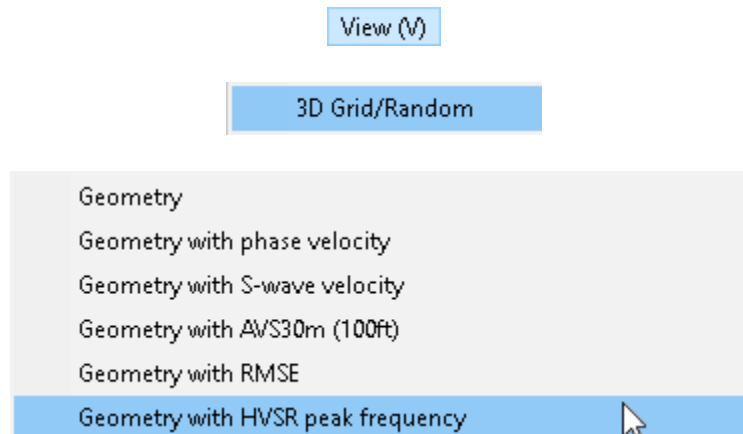 View (V)
3D Grid/Random
Geometry
Geometry with phase velocity
Geometry with S-wave velocity
Geometry with AVS30m (100ft)
Geometry with RMSE
Geometry with HVSR peak frequency